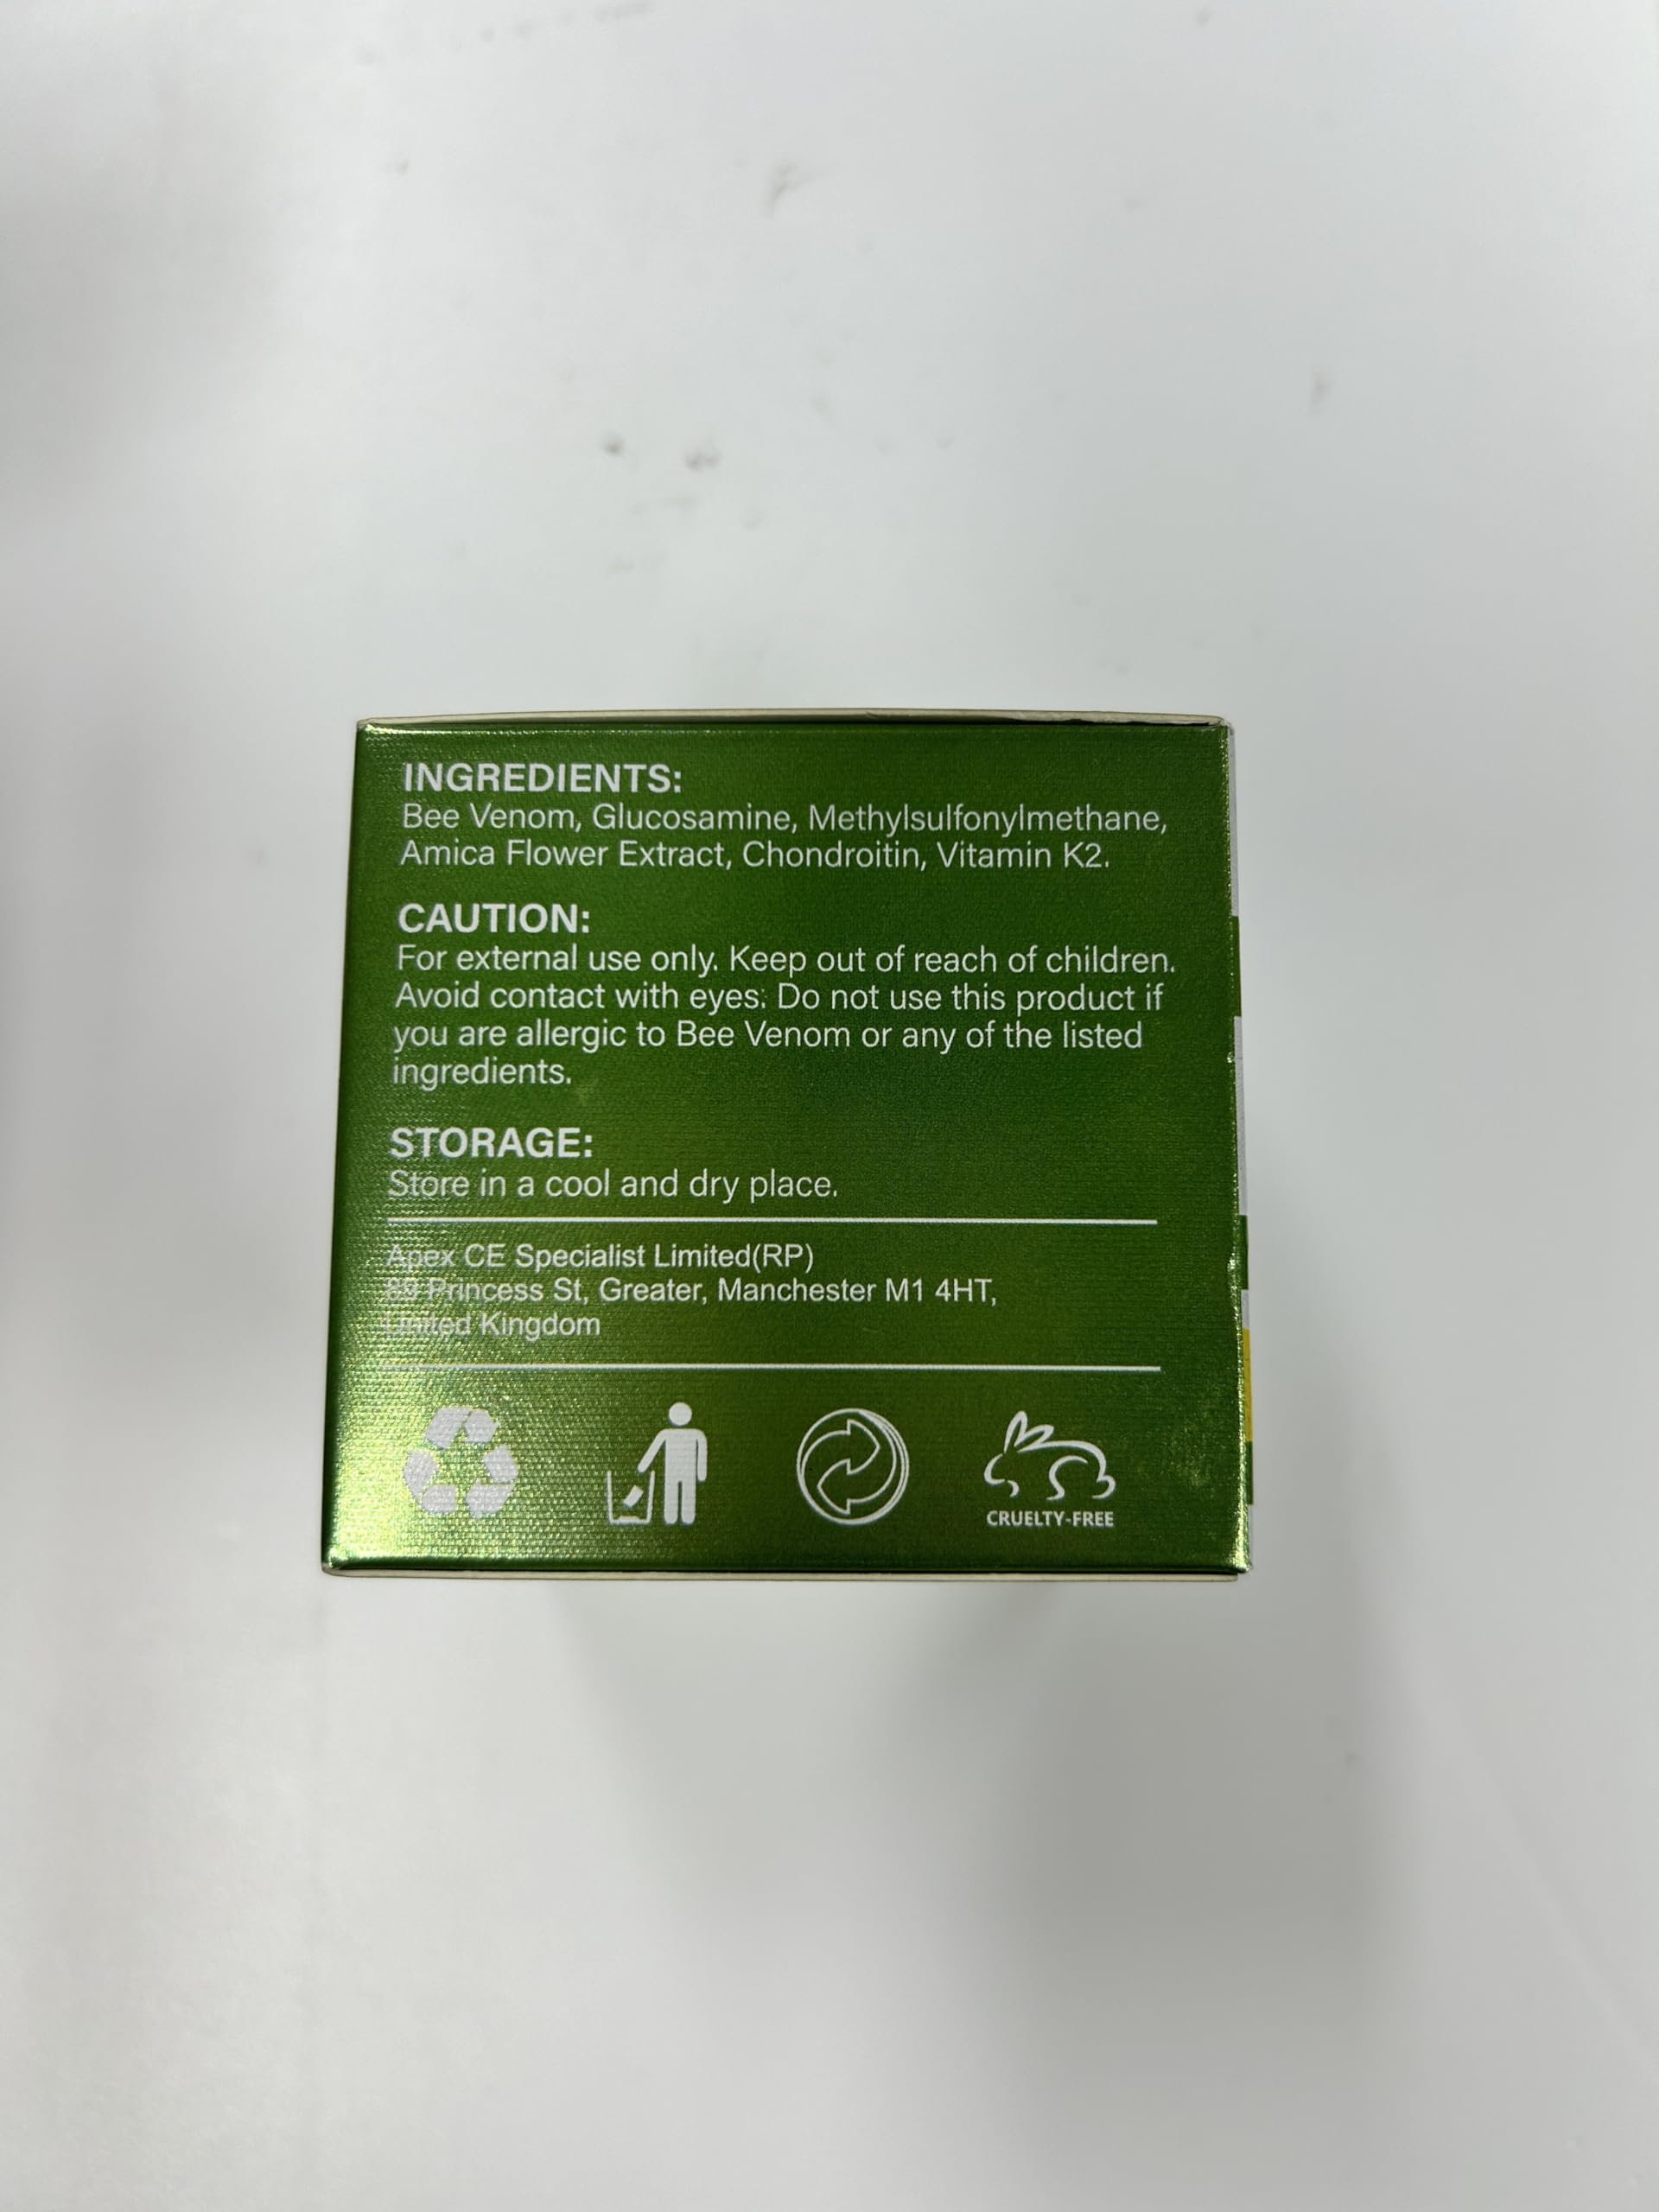 INGREDIENTS:
Bee Venom, Glucosamine, Methylsulfonylmethane,
Amica Flower Extract, Chondroitin, Vitamin K2.
CAUTION:
For external use only. Keep out of reach of children.
Avoid contact with eyes. Do not use this product if
you are allergic to Bee Venom or any of the listed
ingredients.
STORAGE:
Store in a cool and dry place.
Apex CE Specialist Limited(RP)
89 Princess St, Greater, Manchester M1 4HT,
United Kingdom
CRUELTY-FREE